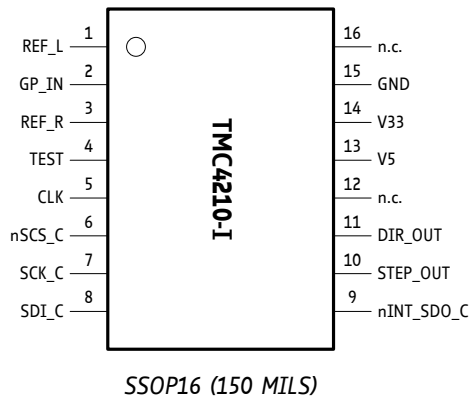 REF_L 1
GP_IN 2
REF_R 3
TEST 4
CLK 5
nSCS_C 6
SCK_C 7
SDI_C 8
TMC4210-I
16 n.c.
15 GND
14 V33
13 V5
12 n.c.
11 DIR_OUT
10 STEP_OUT
9 nINT_SDO_C
SSOP16 (150 MILS)